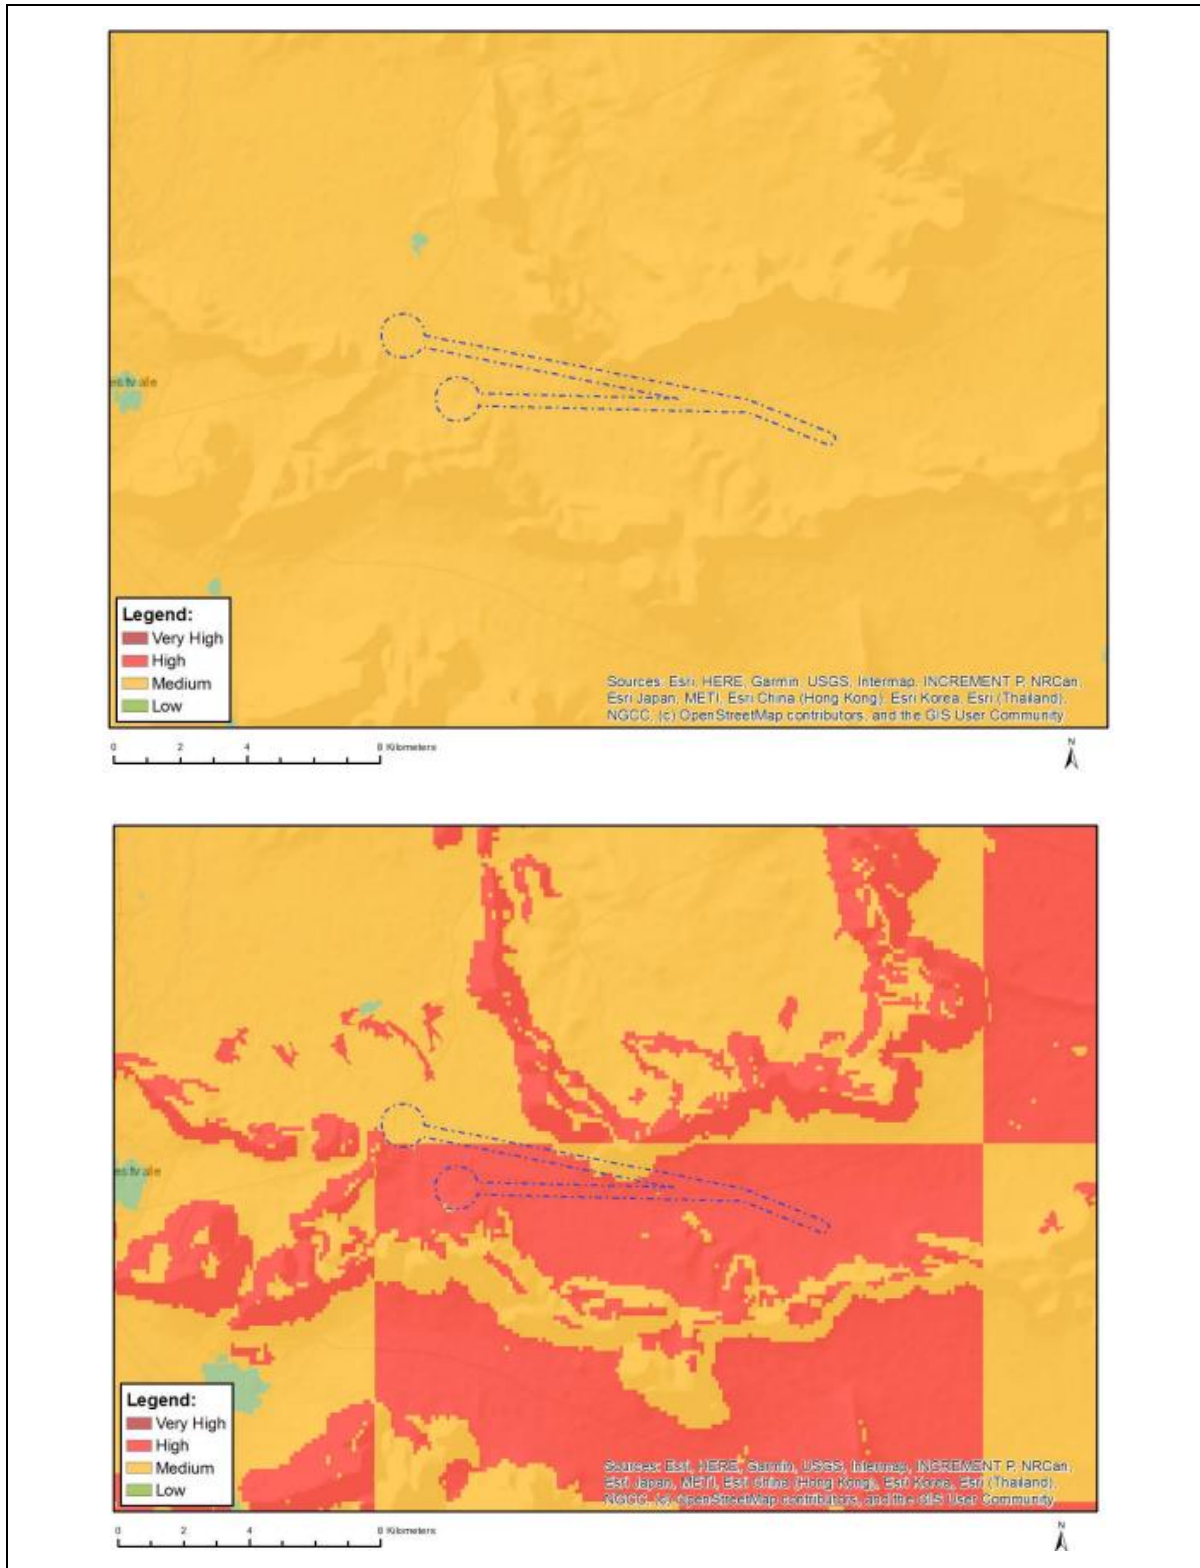 estvale
Legend:
Very High
High
Medium
Low
Sources: Esri, HERE, Garmin, USGS, Intermap, INCREMENT P, NRCan,
Esri Japan, METI, Esri China (Hong Kong), Esri Korea, Esri (Thailand),
NGCC, (c) OpenStreetMap contributors, and the GIS User Community
0 2 4 8 Kilometers
N
estvale
Legend:
Very High
High
Medium
Low
Sources: Esri, HERE, Garmin, USGS, Intermap, INCREMENT P, NRCan,
Esri Japan, METI, Esri China (Hong Kong), Esri Korea, Esri (Thailand),
NGCC, (c) OpenStreetMap contributors, and the GIS User Community
0 2 4 8 Kilometers
N